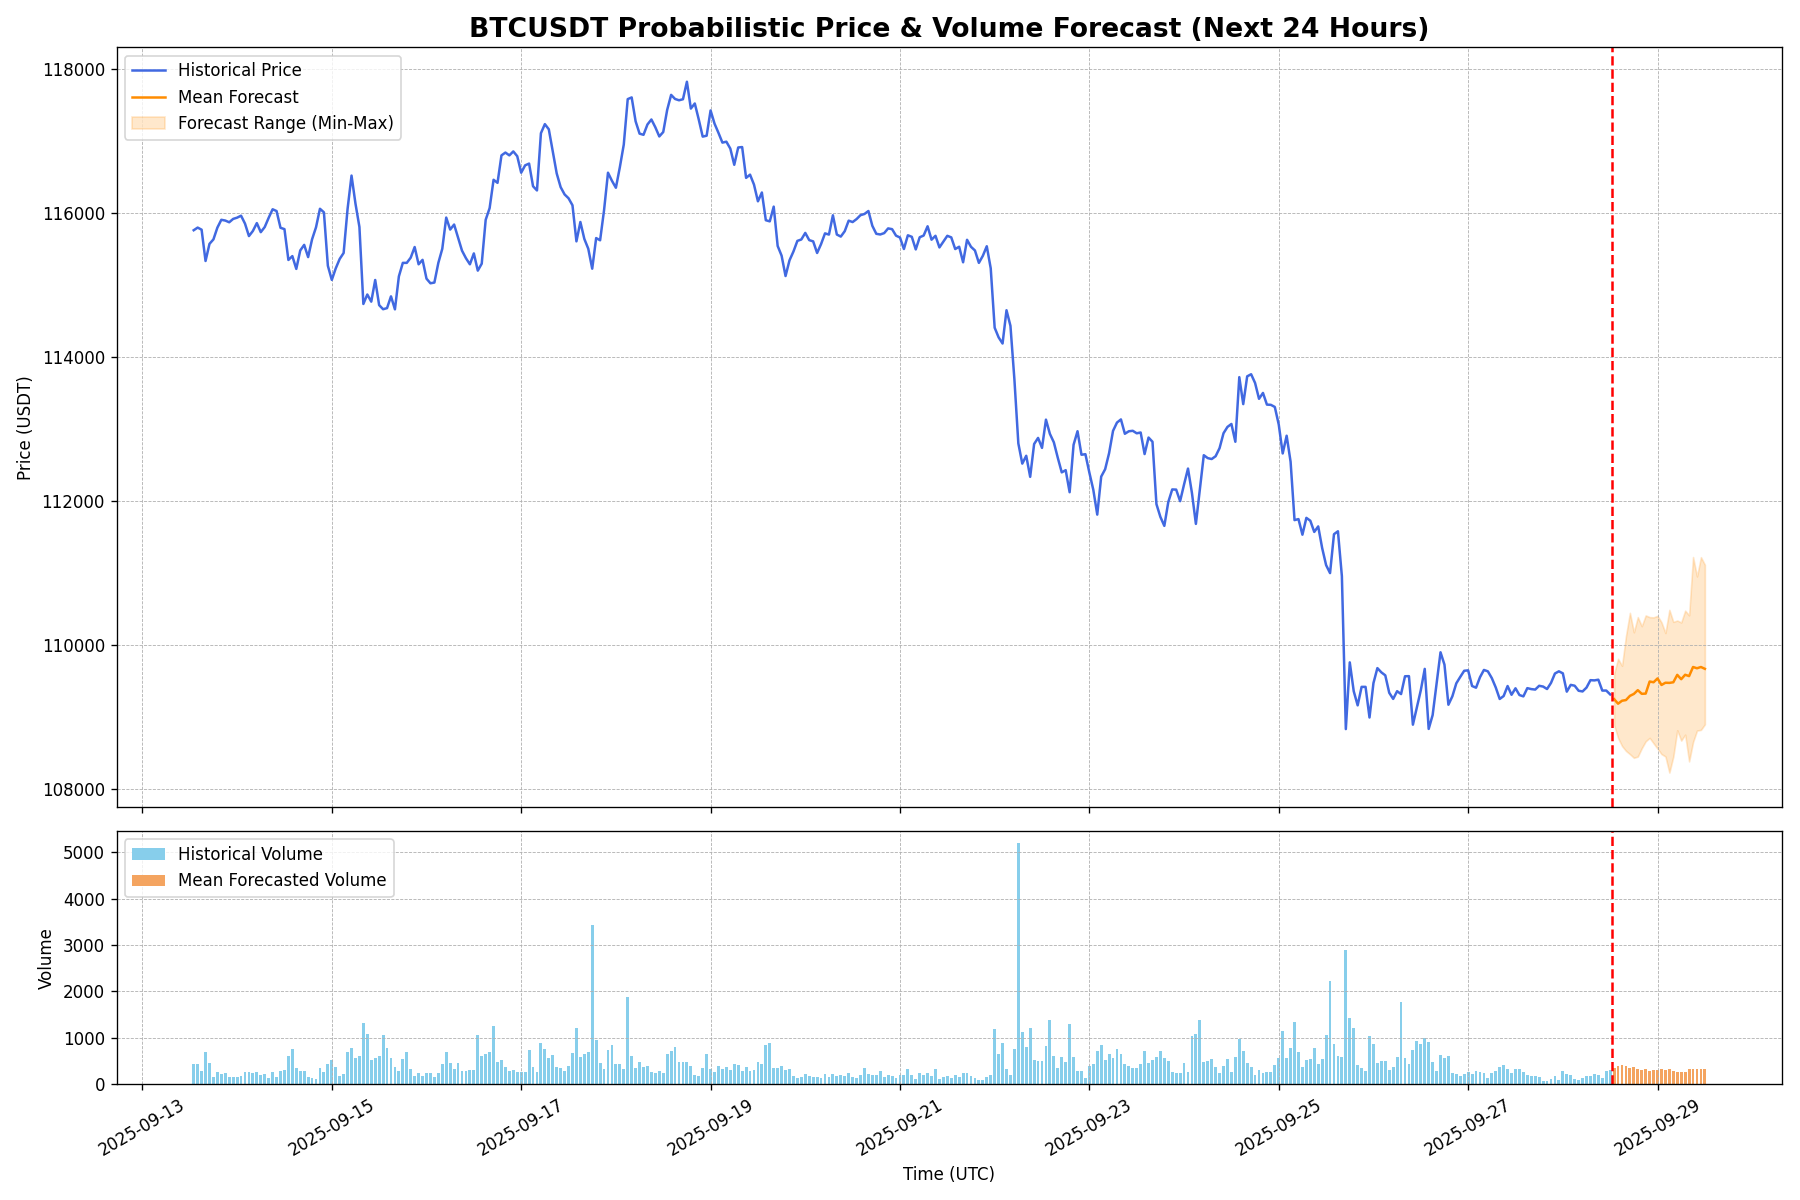 BTCUSDT Probabilistic Price & Volume Forecast (Next 24 Hours)
Historical Price
Mean Forecast
Forecast Range (Min-Max)
118000
116000
114000
112000
110000
108000
Price (USDT)
Historical Volume
Mean Forecasted Volume
5000
4000
3000
2000
1000
0
Volume
2025-09-13
2025-09-15
2025-09-17
2025-09-19
2025-09-21
2025-09-23
2025-09-25
2025-09-27
2025-09-29
Time (UTC)